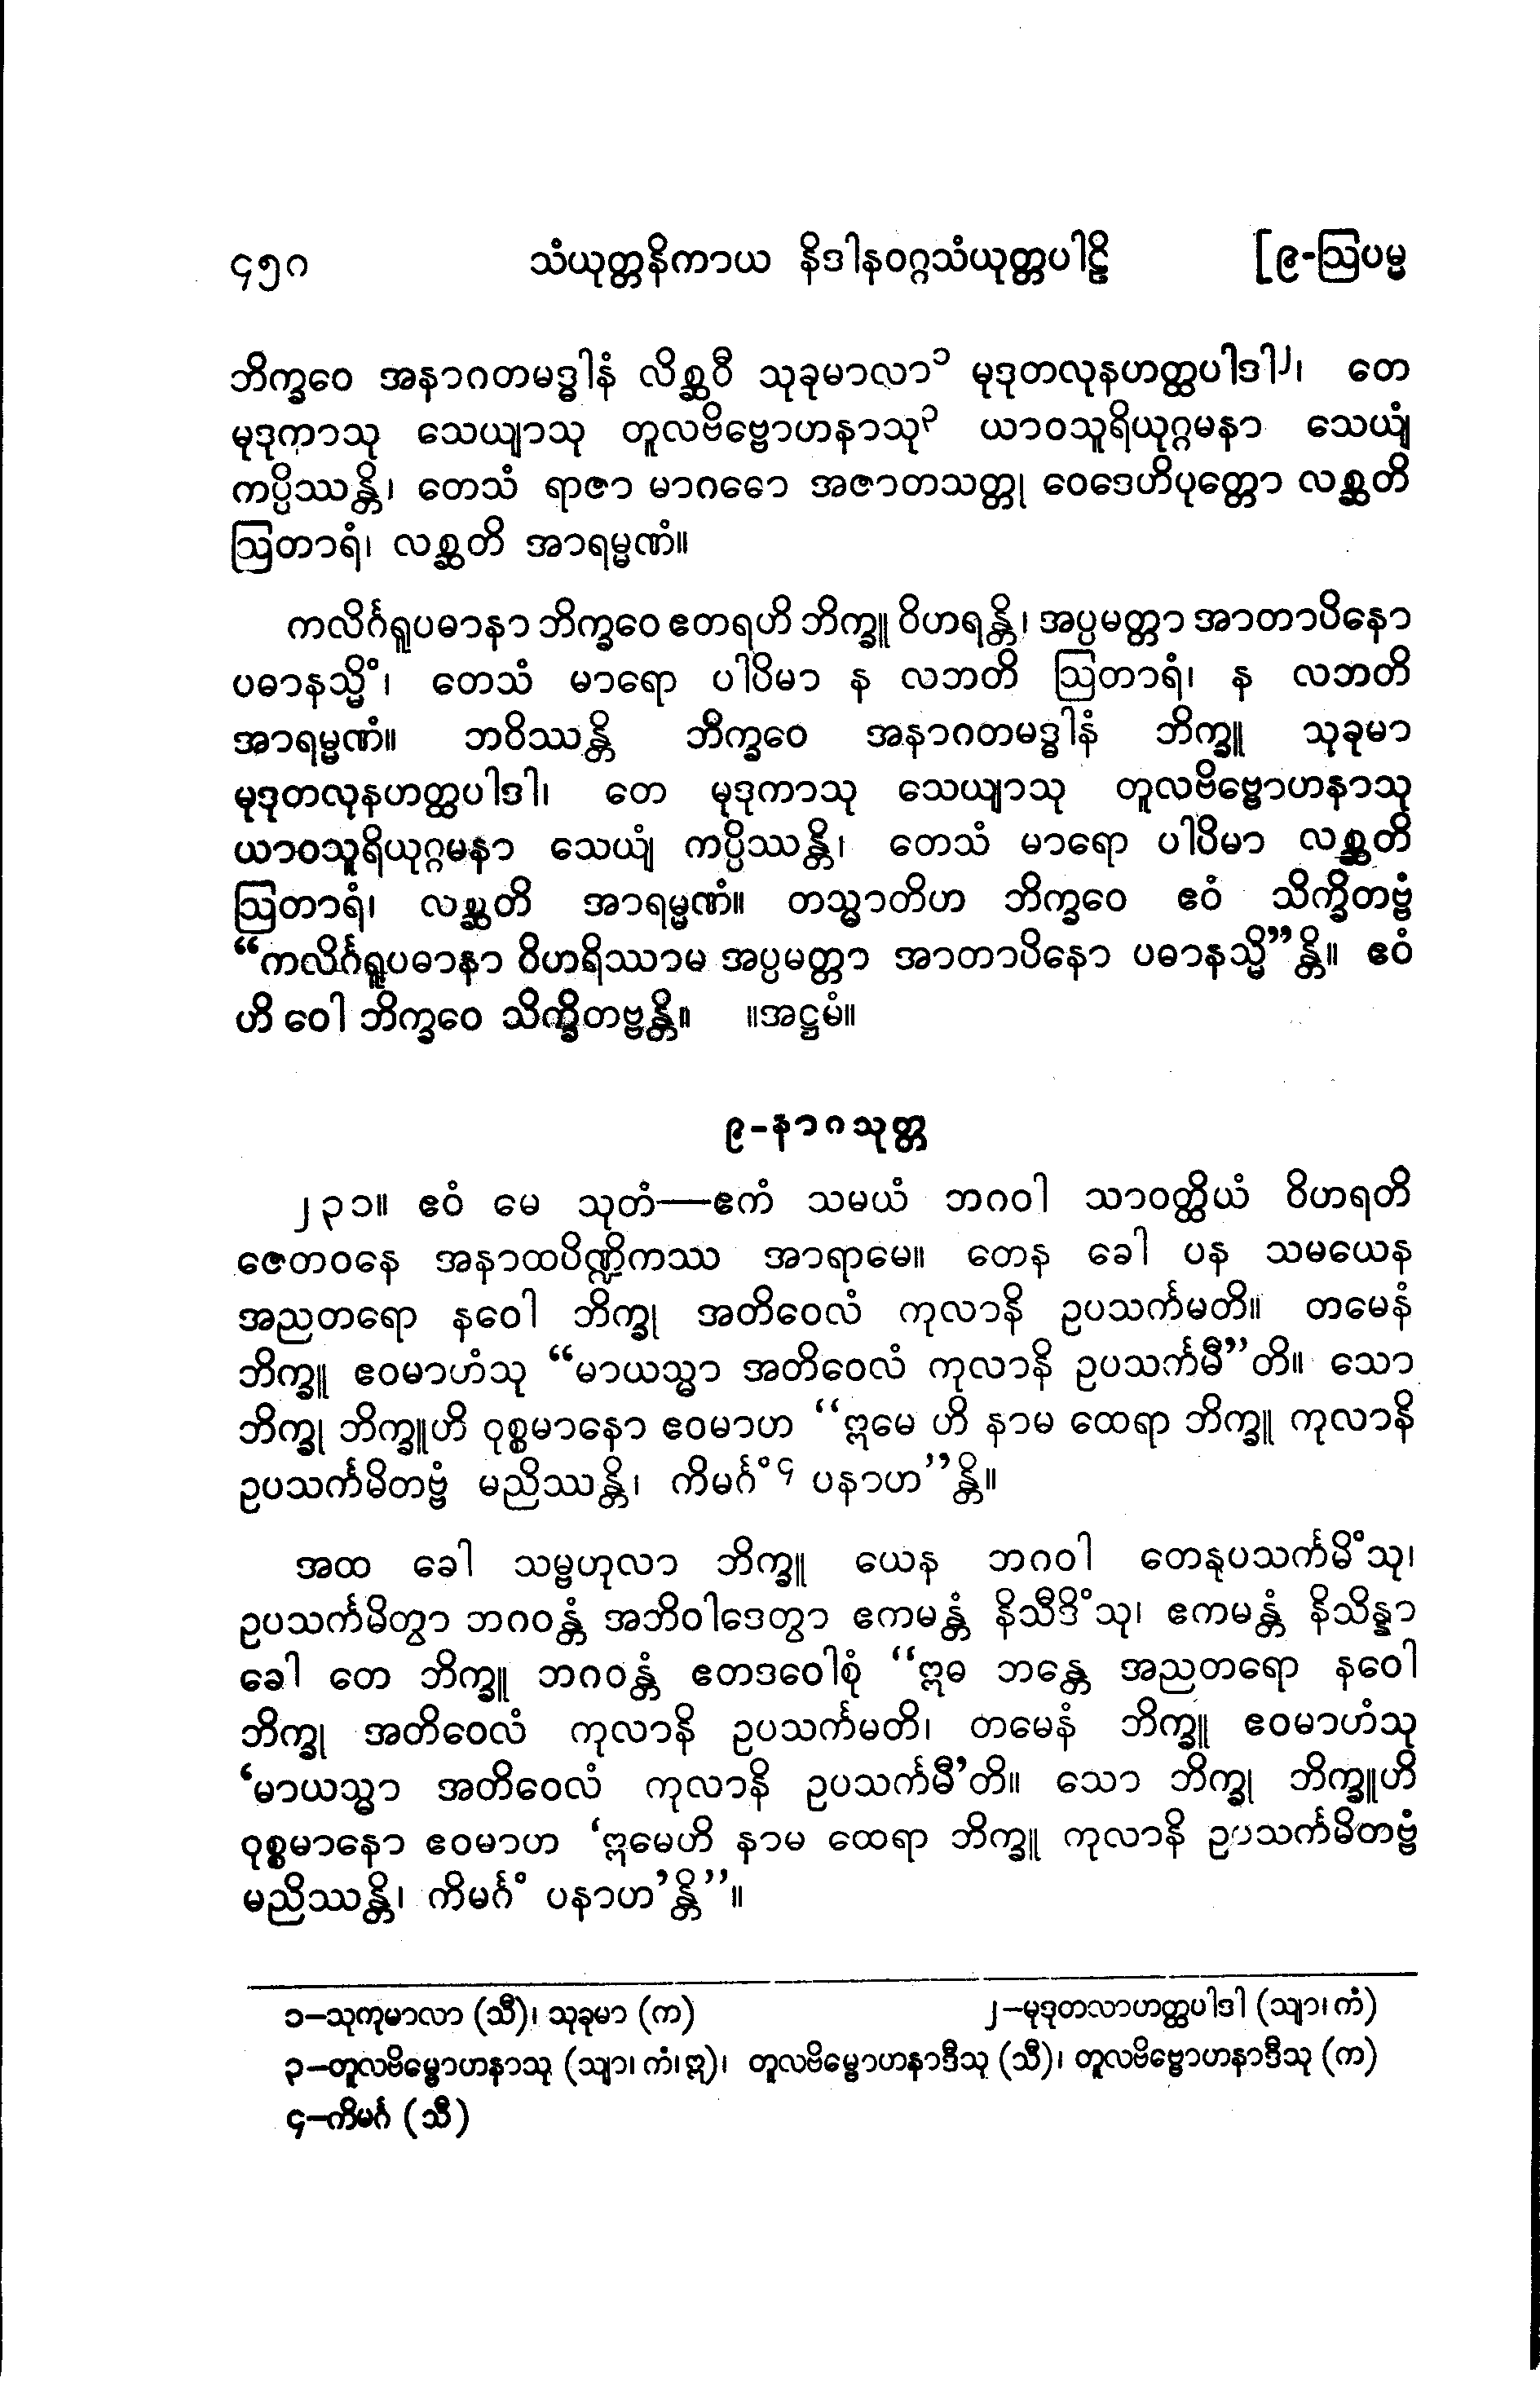 ၄၅၈ သံယုတ္တနိကာယ နိဒါနဝဂ္ဂသံယုတ္တပါဠိ [၉-ဩပမ္မ
ဘိက္ခဝေ အနာဂတမဒ္ဓါနံ လိစ္ဆဝီ သုခုမာလာ၁ မုဒုတလုနဟတ္ထပါဒါ၂၊ တေ
မုဒုကာသု သေယျာသု တူလဗိဗ္ဗောဟနာသု၃ ယာဝသူရိယုဂ္ဂမနာ သေယျံ
ကပ္ပိဿန္တိ၊ တေသံ ရာဇာ မာဂဓော အဇာတသတ္တု ဝေဒေဟိပုတ္တော လစ္ဆတိ
ဩတာရံ၊ လစ္ဆတိ အာရမ္မဏံ။
ကလိင်္ဂရူပဓာနာ ဘိက္ခဝေ ဧတရဟိ ဘိက္ခူ ဝိဟရန္တိ၊ အပ္ပမတ္တာ အာတာပိနော
ပဓာနသ္မိံ၊ တေသံ မာရော ပါပိမာ န လဘတိ ဩတာရံ၊ န လဘတိ
အာရမ္မဏံ။ ဘဝိဿန္တိ ဘိက္ခဝေ အနာဂတမဒ္ဓါနံ ဘိက္ခူ သုခုမာ
မုဒုတလုနဟတ္ထပါဒါ၊ တေ မုဒုကာသု သေယျာသု တူလဗိဗ္ဗောဟနာသု
ယာဝသူရိယုဂ္ဂမနာ သေယျံ ကပ္ပိဿန္တိ၊ တေသံ မာရော ပါပိမာ လစ္ဆတိ
ဩတာရံ၊ လစ္ဆတိ အာရမ္မဏံ။ တသ္မာတိဟ ဘိက္ခဝေ ဧဝံ သိက္ခိတဗ္ဗံ
“ကလိင်္ဂရူပဓာနာ ဝိဟရိဿာမ အပ္ပမတ္တာ အာတာပိနော ပဓာနသ္မိ”န္တိ။ ဧဝံ
ဟိ ဝေါ ဘိက္ခဝေ သိက္ခိတဗ္ဗန္တိ။ ။အဋ္ဌမံ။
၉-နာဂသုတ္တ
၂၃၁။ ဧဝံ မေ သုတံ—ဧကံ သမယံ ဘဂဝါ သာဝတ္ထိယံ ဝိဟရတိ
ဇေတဝနေ အနာထပိဏ္ဍိကဿ အာရာမေ။ တေန ခေါ ပန သမယေန
အညတရော နဝေါ ဘိက္ခု အတိဝေလံ ကုလာနိ ဥပသင်္ကမတိ။ တမေနံ
ဘိက္ခူ ဧဝမာဟံသု “မာယသ္မာ အတိဝေလံ ကုလာနိ ဥပသင်္ကမီ”တိ။ သော
ဘိက္ခု ဘိက္ခူဟိ ဝုစ္စမာနော ဧဝမာဟ “ဣမေ ဟိ နာမ ထေရာ ဘိက္ခူ ကုလာနိ
ဥပသင်္ကမိတဗ္ဗံ မညိဿန္တိ၊ ကိမင်္ဂံ၄ ပနာဟ”န္တိ။
အထ ခေါ သမ္ဗဟုလာ ဘိက္ခူ ယေန ဘဂဝါ တေနုပသင်္ကမိံသု၊
ဥပသင်္ကမိတွာ ဘဂဝန္တံ အဘိဝါဒေတွာ ဧကမန္တံ နိသီဒိံသု၊ ဧကမန္တံ နိသိန္နာ
ခေါ တေ ဘိက္ခူ ဘဂဝန္တံ ဧတဒဝေါစုံ “ဣဓ ဘန္တေ အညတရော နဝေါ
ဘိက္ခု အတိဝေလံ ကုလာနိ ဥပသင်္ကမတိ၊ တမေနံ ဘိက္ခူ ဧဝမာဟံသု
‘မာယသ္မာ အတိဝေလံ ကုလာနိ ဥပသင်္ကမီ’တိ။ သော ဘိက္ခု ဘိက္ခူဟိ
ဝုစ္စမာနော ဧဝမာဟ ‘ဣမေဟိ နာမ ထေရာ ဘိက္ခူ ကုလာနိ ဥပသင်္ကမိတဗ္ဗံ
မညိဿန္တိ၊ ကိမင်္ဂံ ပနာဟ’န္တိ”။
၁–သုကုမာလာ (သီ)၊ သုခုမာ (က) ၂–မုဒုတလာဟတ္ထပါဒါ (သျာ၊ ကံ)
၃–တူလဗိမ္ဗောဟနာသု (သျာ၊ ကံ၊ ဣ)၊ တူလဗိမ္ဗောဟနာဒီသု (သီ)၊ တူလဗိဗ္ဗောဟနာဒီသု (က)
၄–ကိမင်္ဂ (သီ)